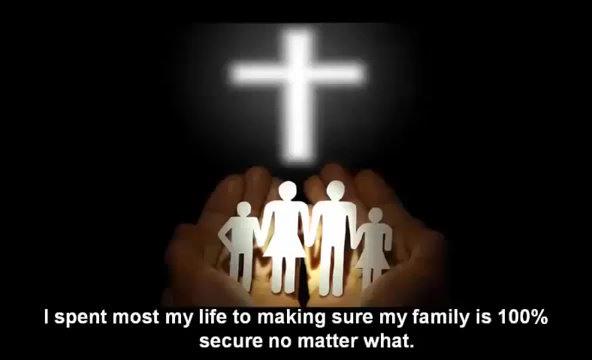 I spent most my life to making sure my family is 100%
secure no matter what.